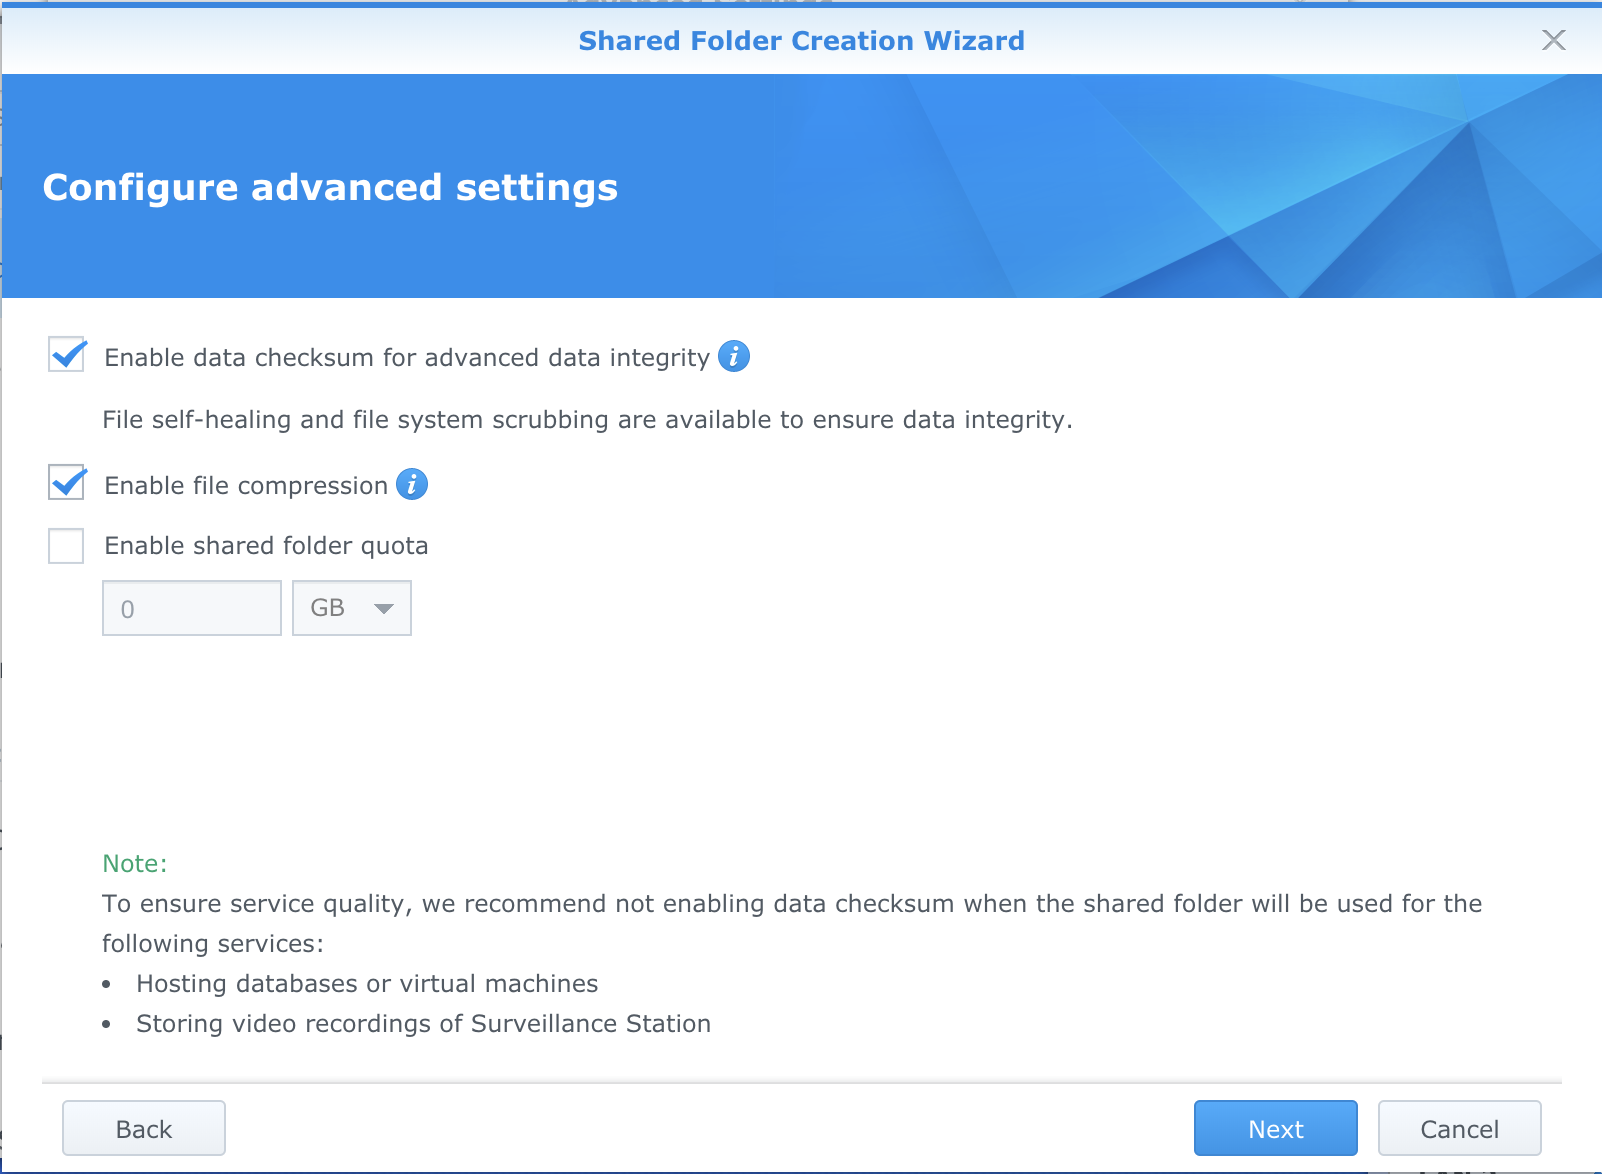 Shared Folder Creation Wizard
Configure advanced settings
Enable data checksum for advanced data integrity
File self-healing and file system scrubbing are available to ensure data integrity.
Enable file compression
Enable shared folder quota
0 GB
Note:
To ensure service quality, we recommend not enabling data checksum when the shared folder will be used for the
following services:
• Hosting databases or virtual machines
• Storing video recordings of Surveillance Station
Back Next Cancel